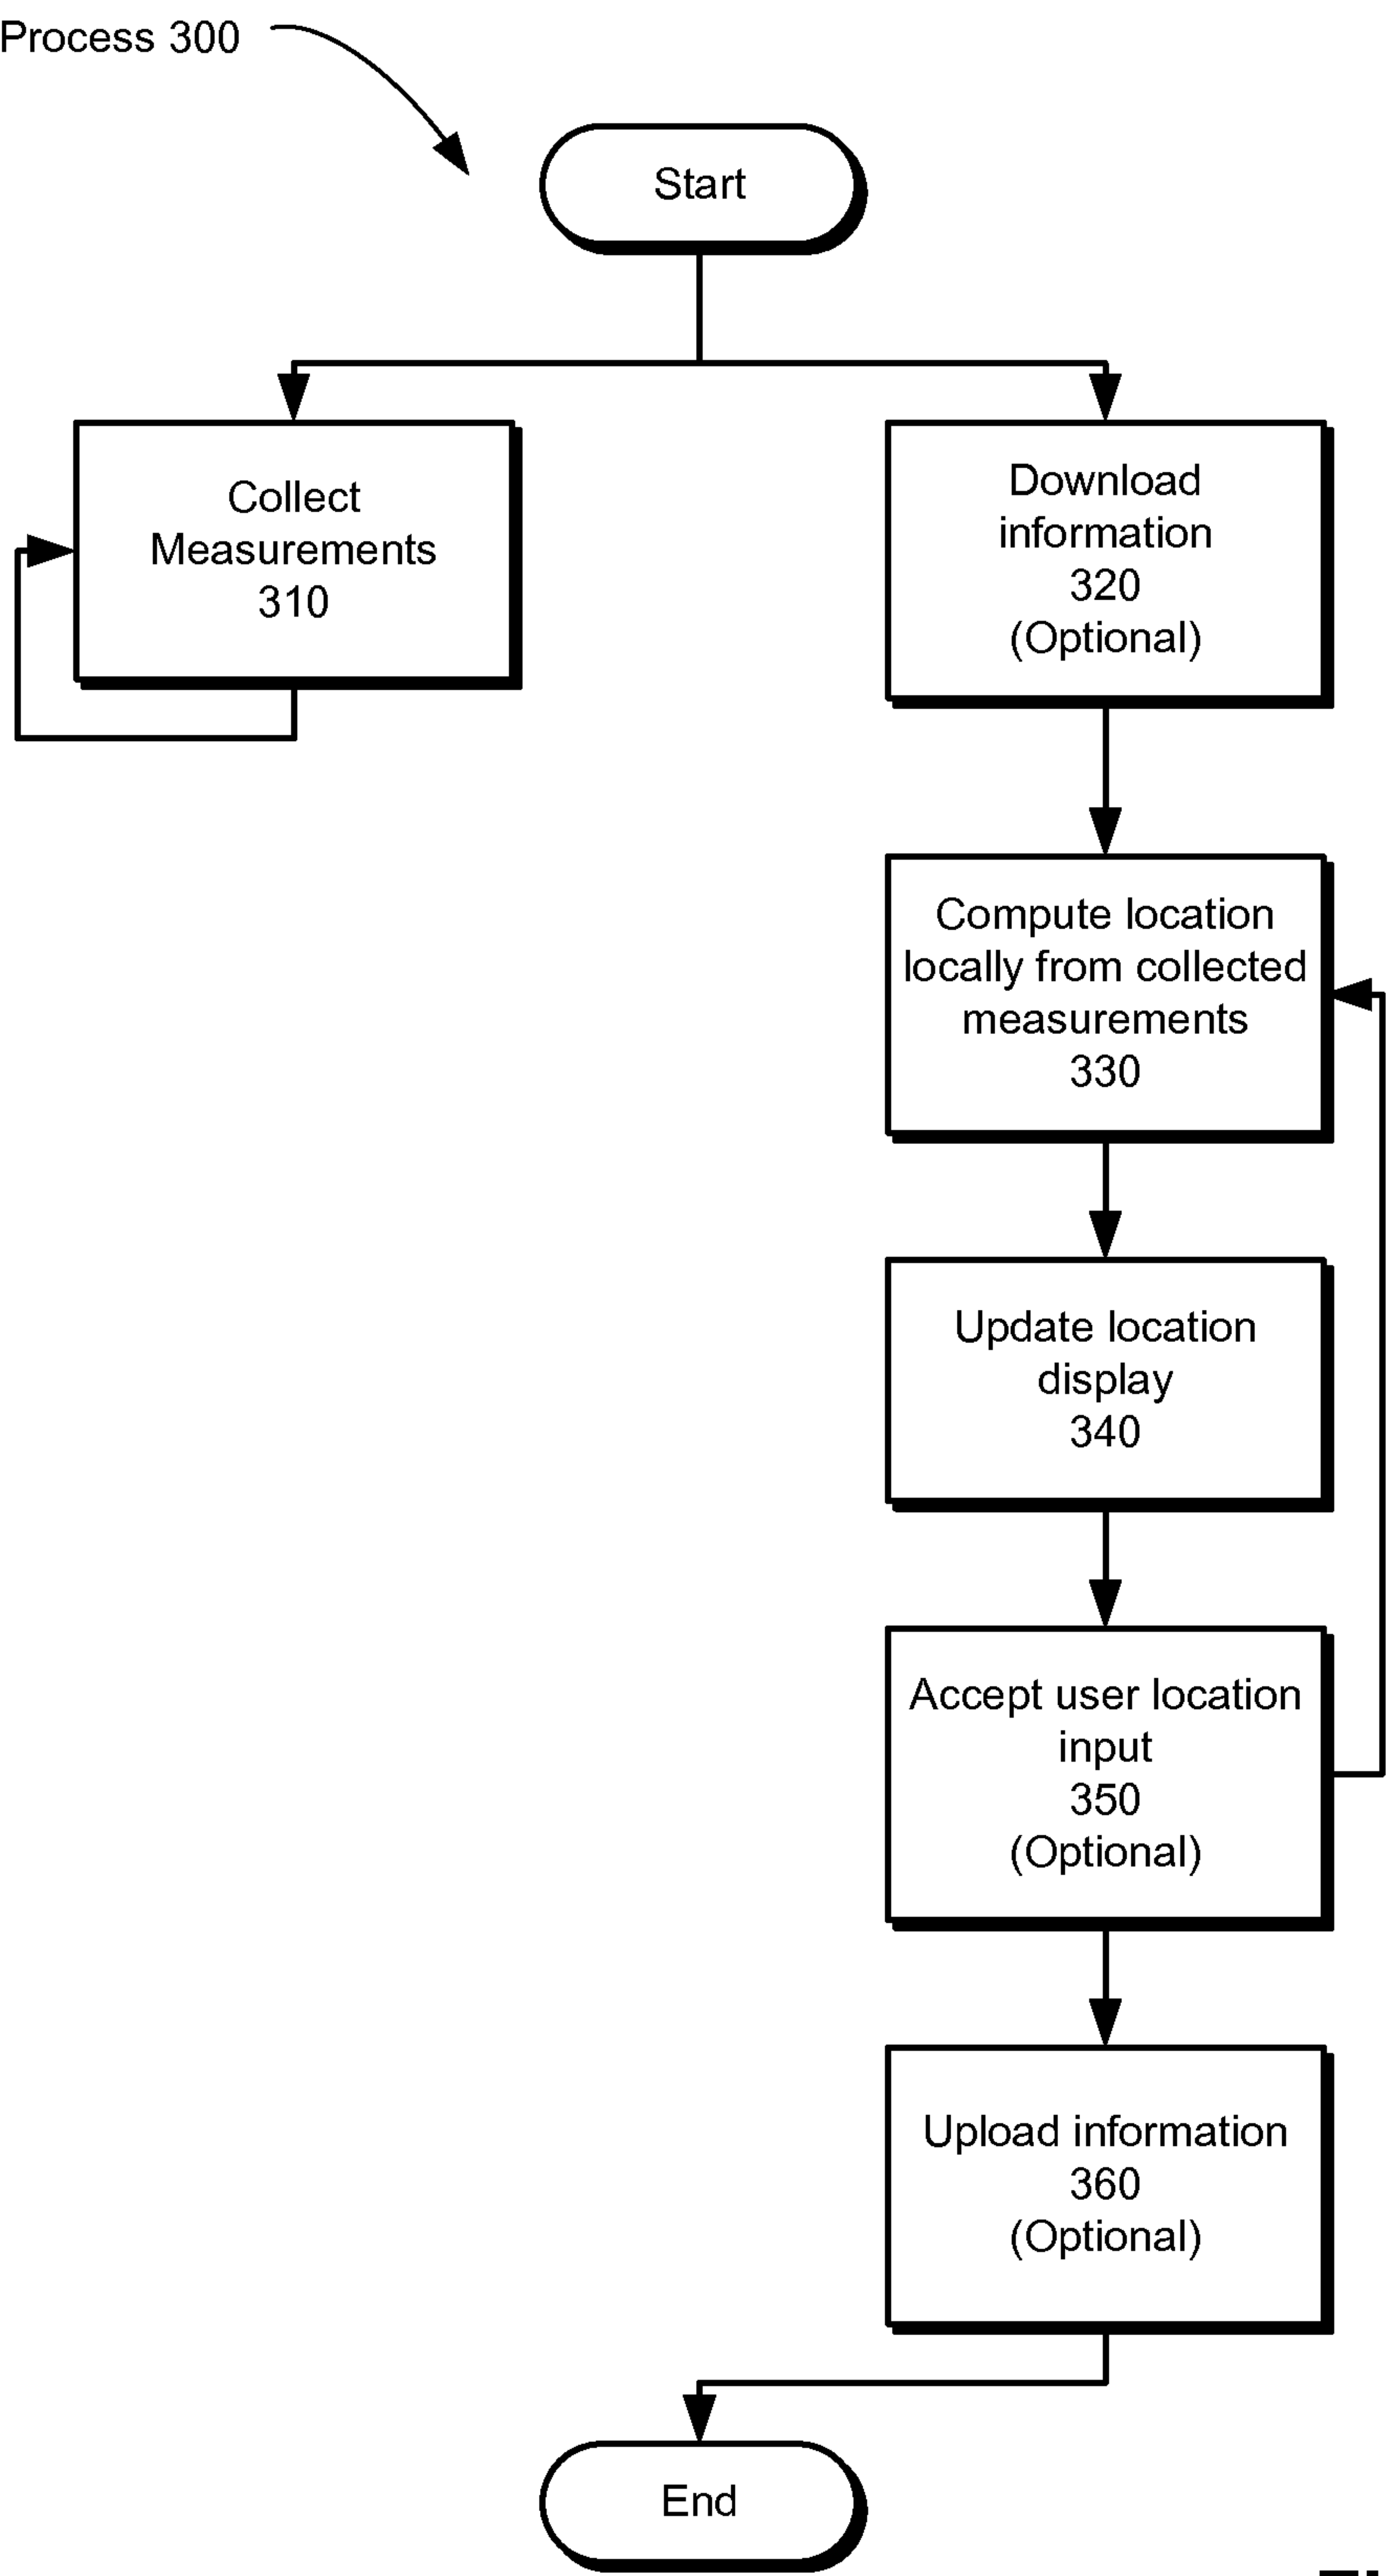 Process 300
Start
Collect
Measurements
310
Download
information
320
(Optional)
Compute location
locally from collected
measurements
330
Update location
display
340
Accept user location
input
350
(Optional)
Upload information
360
(Optional)
End